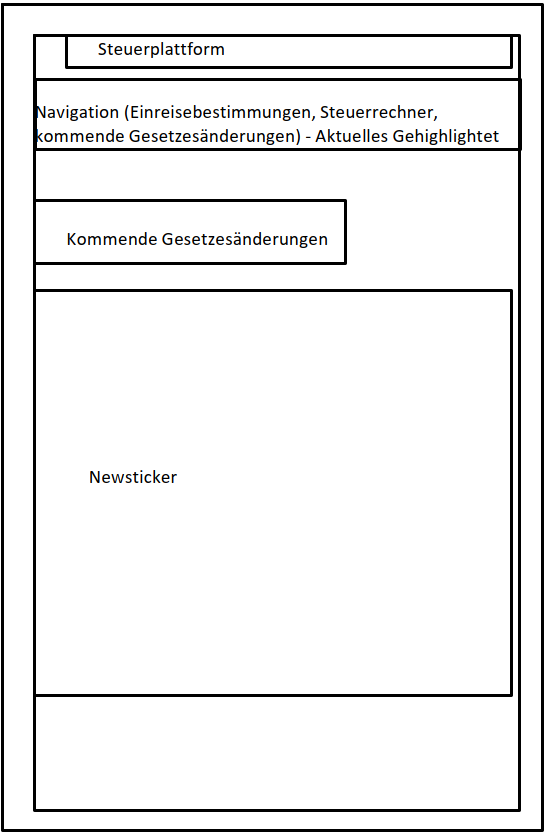 Steuerplattform
Navigation (Einreisebestimmungen, Steuerrechner,
kommende Gesetzesänderungen) - Aktuelles Gehighlightet
Kommende Gesetzesänderungen
Newsticker